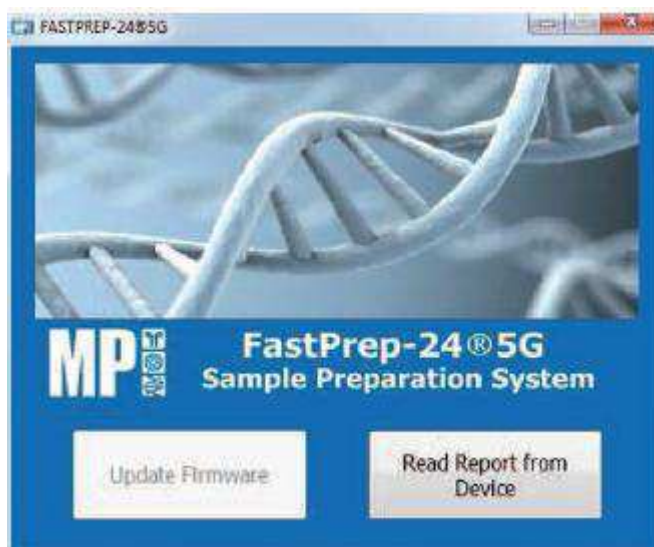 FASTPREP-24®5G
MP
FastPrep-24®5G
Sample Preparation System
Update Firmware
Read Report from
Device